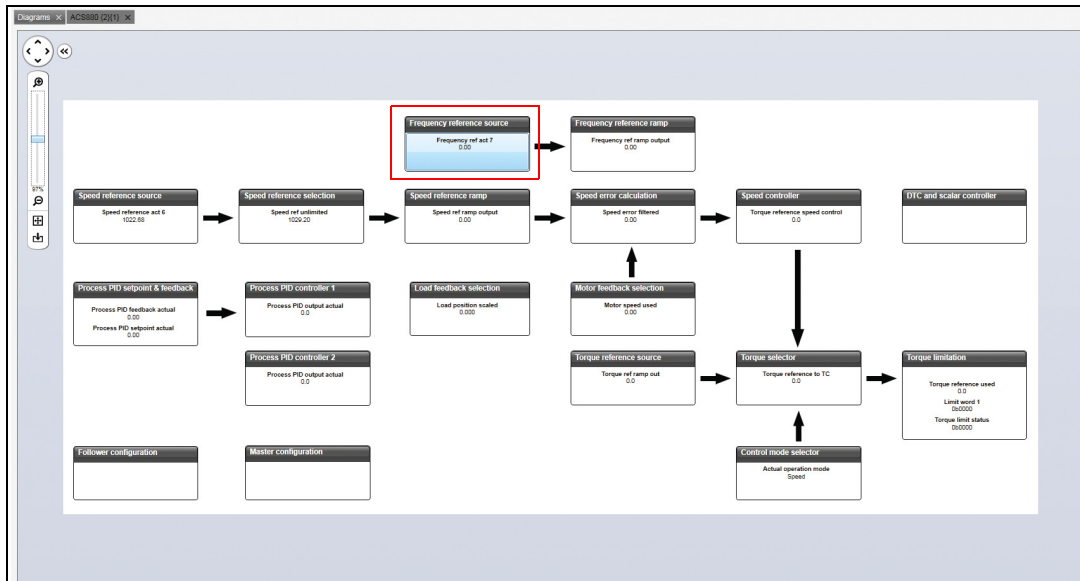 Diagrams ×
ACS880 {2}{1} ×
97%
Frequency reference source
Frequency ref act 7
0.00
Frequency reference ramp
Frequency ref ramp output
0.00
Speed reference source
Speed reference act 6
1022.68
Speed reference selection
Speed ref unlimited
1029.20
Speed reference ramp
Speed ref ramp output
0.00
Speed error calculation
Speed error filtered
0.00
Speed controller
Torque reference speed control
0.0
DTC and scalar controller
Process PID setpoint & feedback
Process PID feedback actual
0.00
Process PID setpoint actual
0.00
Process PID controller 1
Process PID output actual
0.0
Load feedback selection
Load position scaled
0.000
Motor feedback selection
Motor speed used
0.00
Process PID controller 2
Process PID output actual
0.0
Torque reference source
Torque ref ramp out
0.0
Torque selector
Torque reference to TC
0.0
Torque limitation
Torque reference used
0.0
Limit word 1
0b0000
Torque limit status
0b0000
Follower configuration
Master configuration
Control mode selector
Actual operation mode
Speed